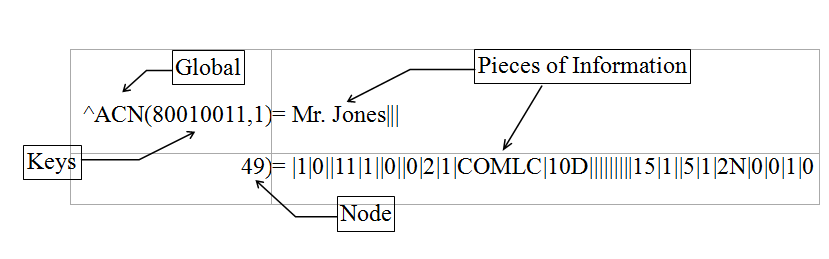 Global
Pieces of Information
^ACN(80010011,1)= Mr. Jones|||
Keys
49)= |1|0||11|1||0||0|2|1|COMLC|10D|||||||||15|1||5|1|2N|0|0|1|0
Node